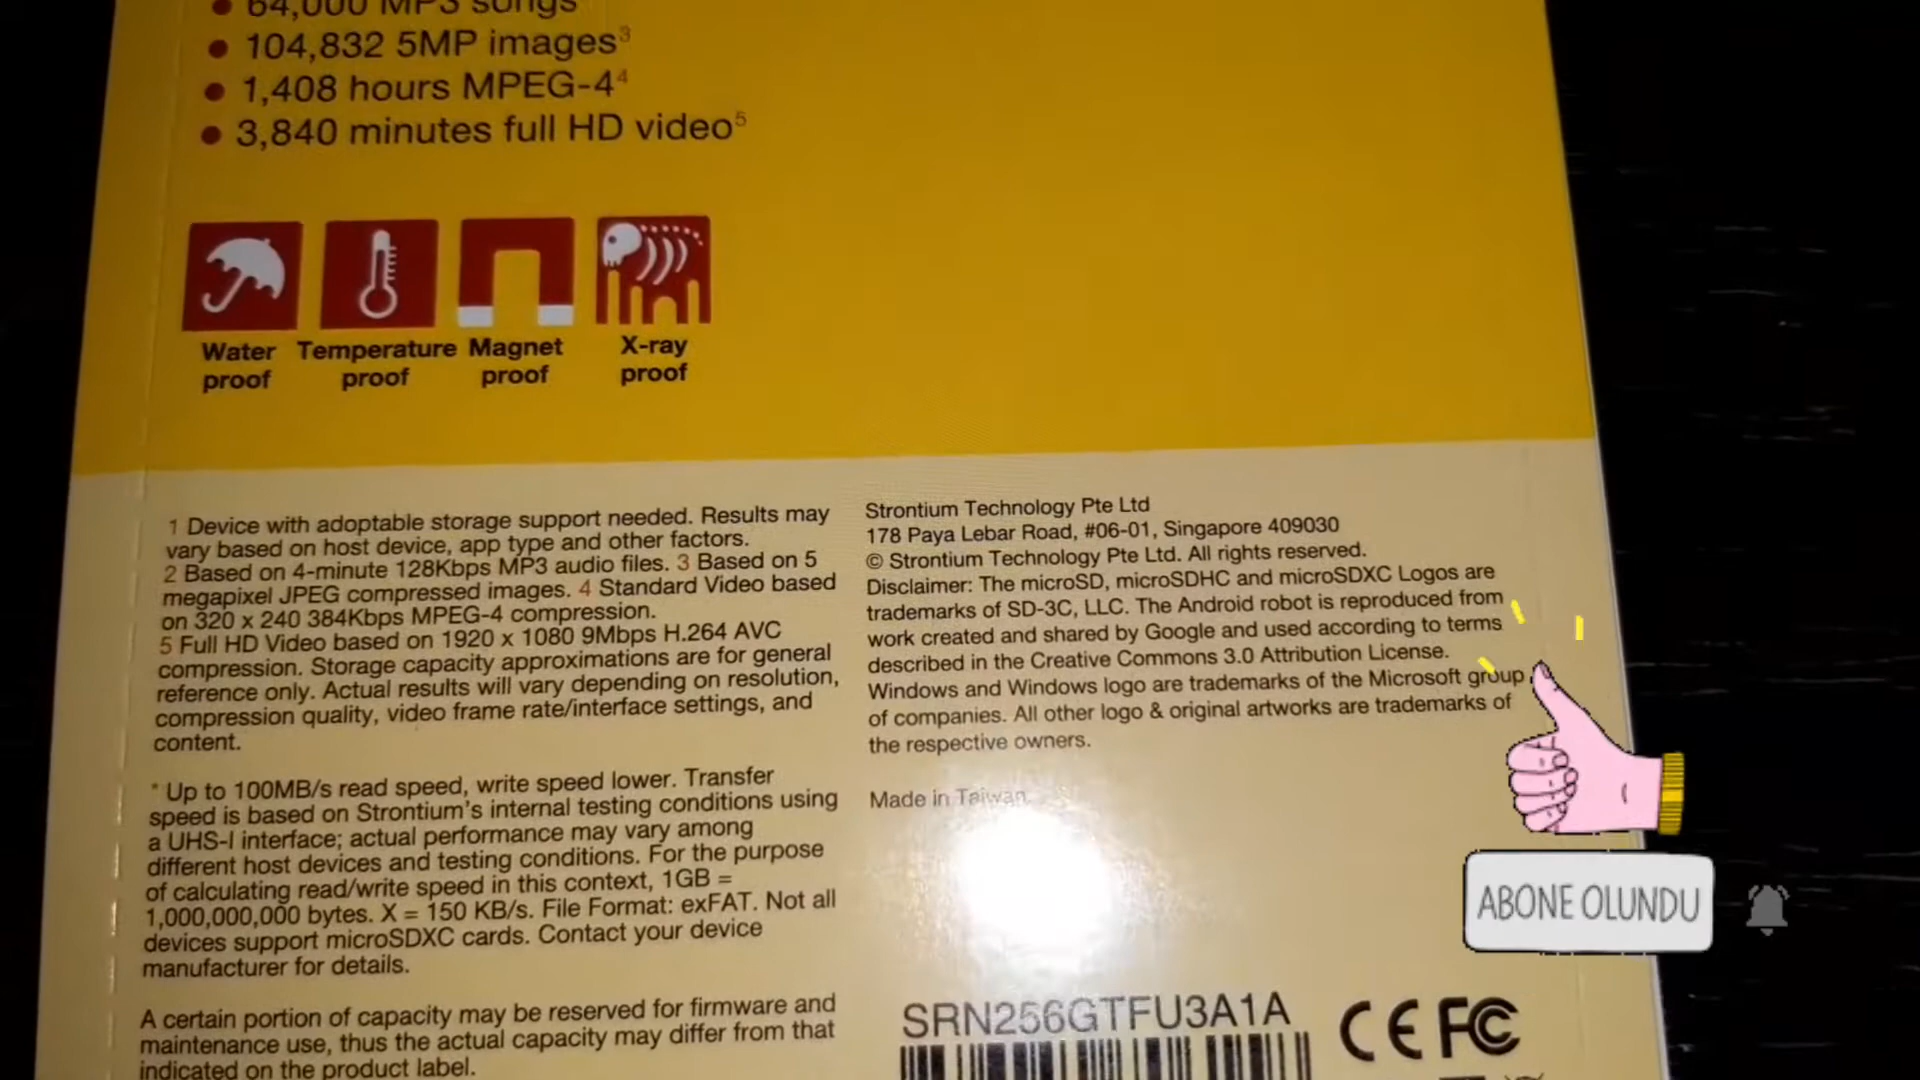 64,000 MP3 songs
104,832 5MP images3
1,408 hours MPEG-44
3,840 minutes full HD video5
Water proof
Temperature proof
Magnet proof
X-ray proof
1 Device with adoptable storage support needed. Results may
vary based on host device, app type and other factors.
2 Based on 4-minute 128Kbps MP3 audio files. 3 Based on 5
megapixel JPEG compressed images. 4 Standard Video based
on 320 x 240 384Kbps MPEG-4 compression.
5 Full HD Video based on 1920 x 1080 9Mbps H.264 AVC
compression. Storage capacity approximations are for general
reference only. Actual results will vary depending on resolution,
compression quality, video frame rate/interface settings, and
content.
* Up to 100MB/s read speed, write speed lower. Transfer
speed is based on Strontium's internal testing conditions using
a UHS-I interface; actual performance may vary among
different host devices and testing conditions. For the purpose
of calculating read/write speed in this context, 1GB =
1,000,000,000 bytes. X = 150 KB/s. File Format: exFAT. Not all
devices support microSDXC cards. Contact your device
manufacturer for details.
A certain portion of capacity may be reserved for firmware and
maintenance use, thus the actual capacity may differ from that
indicated on the product label.
Strontium Technology Pte Ltd
178 Paya Lebar Road, #06-01, Singapore 409030
© Strontium Technology Pte Ltd. All rights reserved.
Disclaimer: The microSD, microSDHC and microSDXC Logos are
trademarks of SD-3C, LLC. The Android robot is reproduced from
work created and shared by Google and used according to terms
described in the Creative Commons 3.0 Attribution License.
Windows and Windows logo are trademarks of the Microsoft group
of companies. All other logo & original artworks are trademarks of
the respective owners.
Made in Taiwan
ABONE OLUNDU
SRN256GTFU3A1A
CE FC